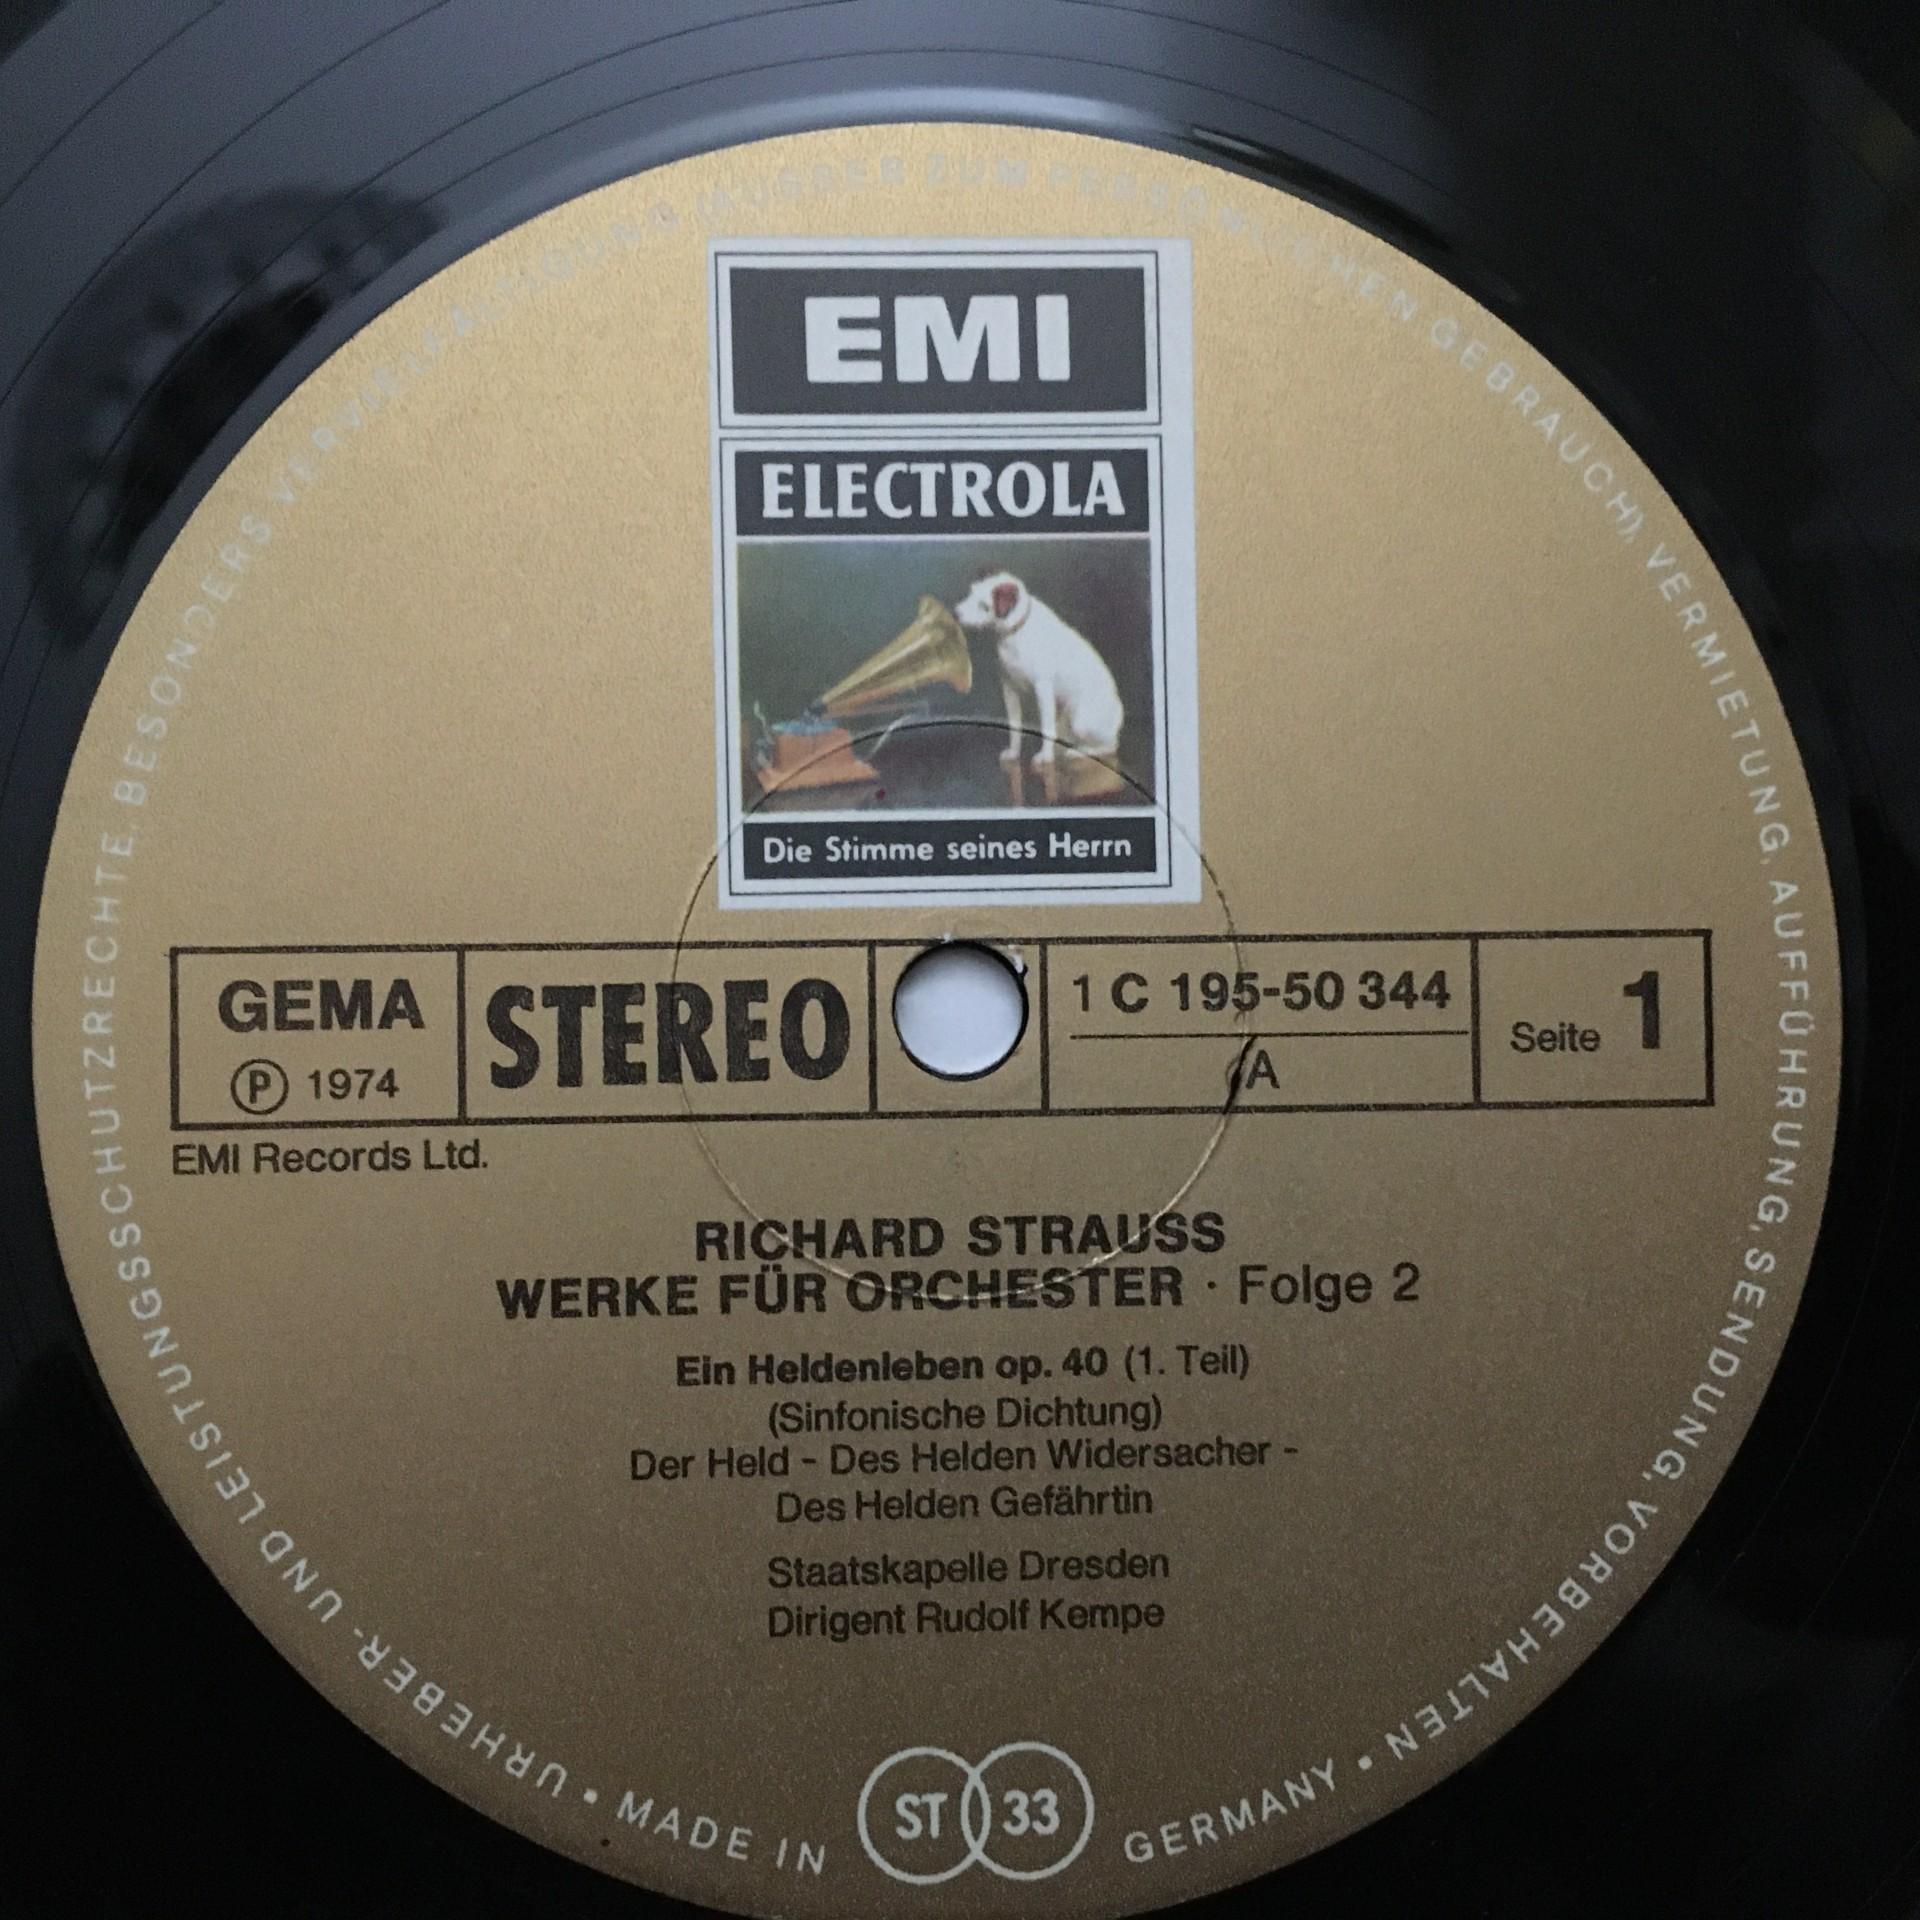 EMI
ELECTROLA
Die Stimme seines Herrn
GEMA
Ⓟ 1974
STEREO
1 C 195-50 344
A
Seite 1
EMI Records Ltd.
RICHARD STRAUSS
WERKE FÜR ORCHESTER · Folge 2
Ein Heldenleben op. 40 (1. Teil)
(Sinfonische Dichtung)
Der Held - Des Helden Widersacher -
Des Helden Gefährtin
Staatskapelle Dresden
Dirigent Rudolf Kempe
ST 33
URHEBER- UND LEISTUNGSSCHUTZRECHTE, BESONDERS VERVIELFÄLTIGUNG (AUSSER ZUM PERSÖNLICHEN GEBRAUCH), VERMIETUNG, AUFFÜHRUNG, SENDUNG, VORBEHALTEN • MADE IN GERMANY •